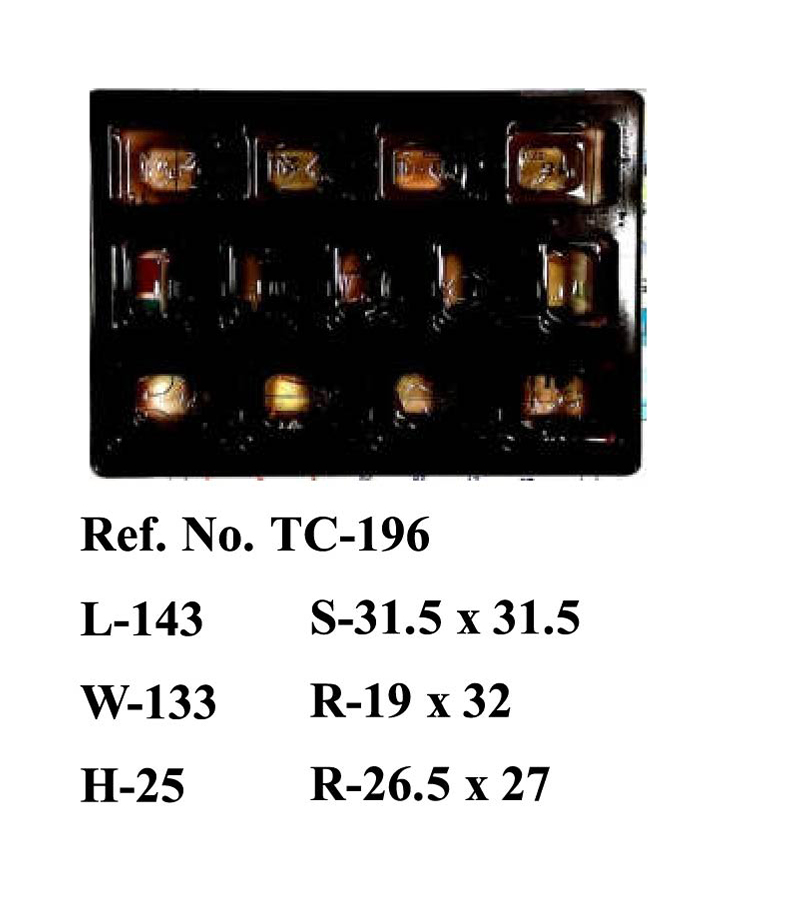 Ref. No. TC-196
L-143 S-31.5 x 31.5
W-133 R-19 x 32
H-25 R-26.5 x 27